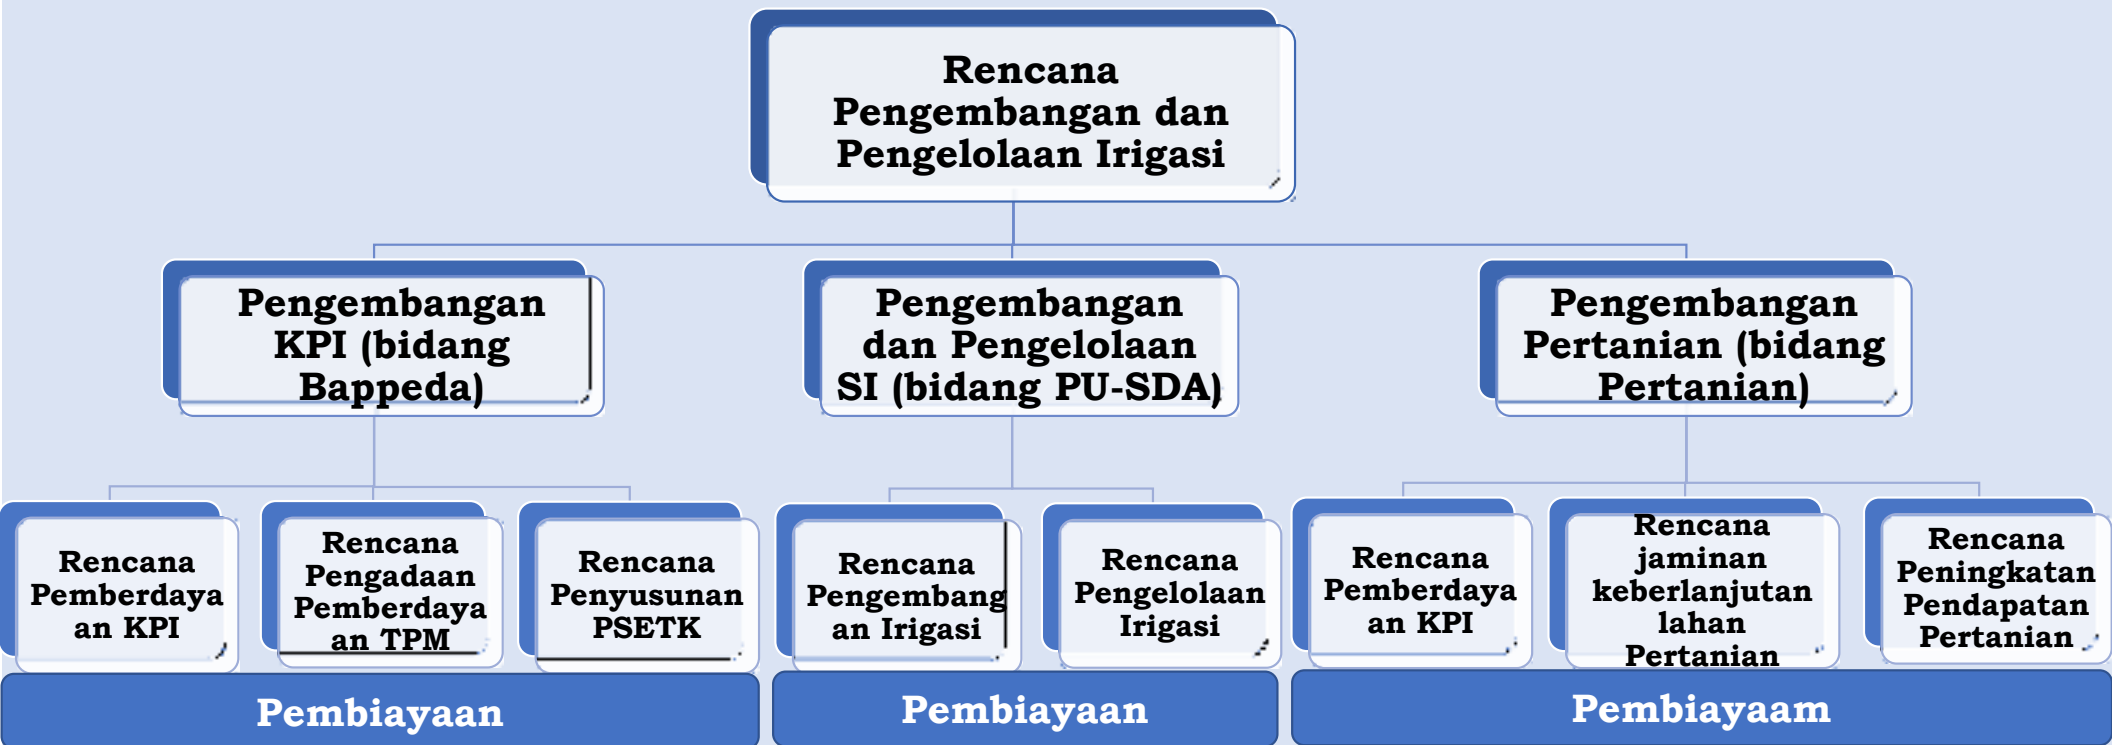 Rencana
Pengembangan dan
Pengelolaan Irigasi
Pengembangan
KPI (bidang
Bappeda)
Pengembangan
dan Pengelolaan
SI (bidang PU-SDA)
Pengembangan
Pertanian (bidang
Pertanian)
Rencana
Pemberdaya
an KPI
Rencana
Pengadaan
Pemberdaya
an TPM
Rencana
Penyusunan
PSETK
Rencana
Pengembang
an Irigasi
Rencana
Pengelolaan
Irigasi
Rencana
Pemberdaya
an KPI
Rencana
jaminan
keberlanjutan
lahan
Pertanian
Rencana
Peningkatan
Pendapatan
Pertanian
Pembiayaan
Pembiayaan
Pembiayaam